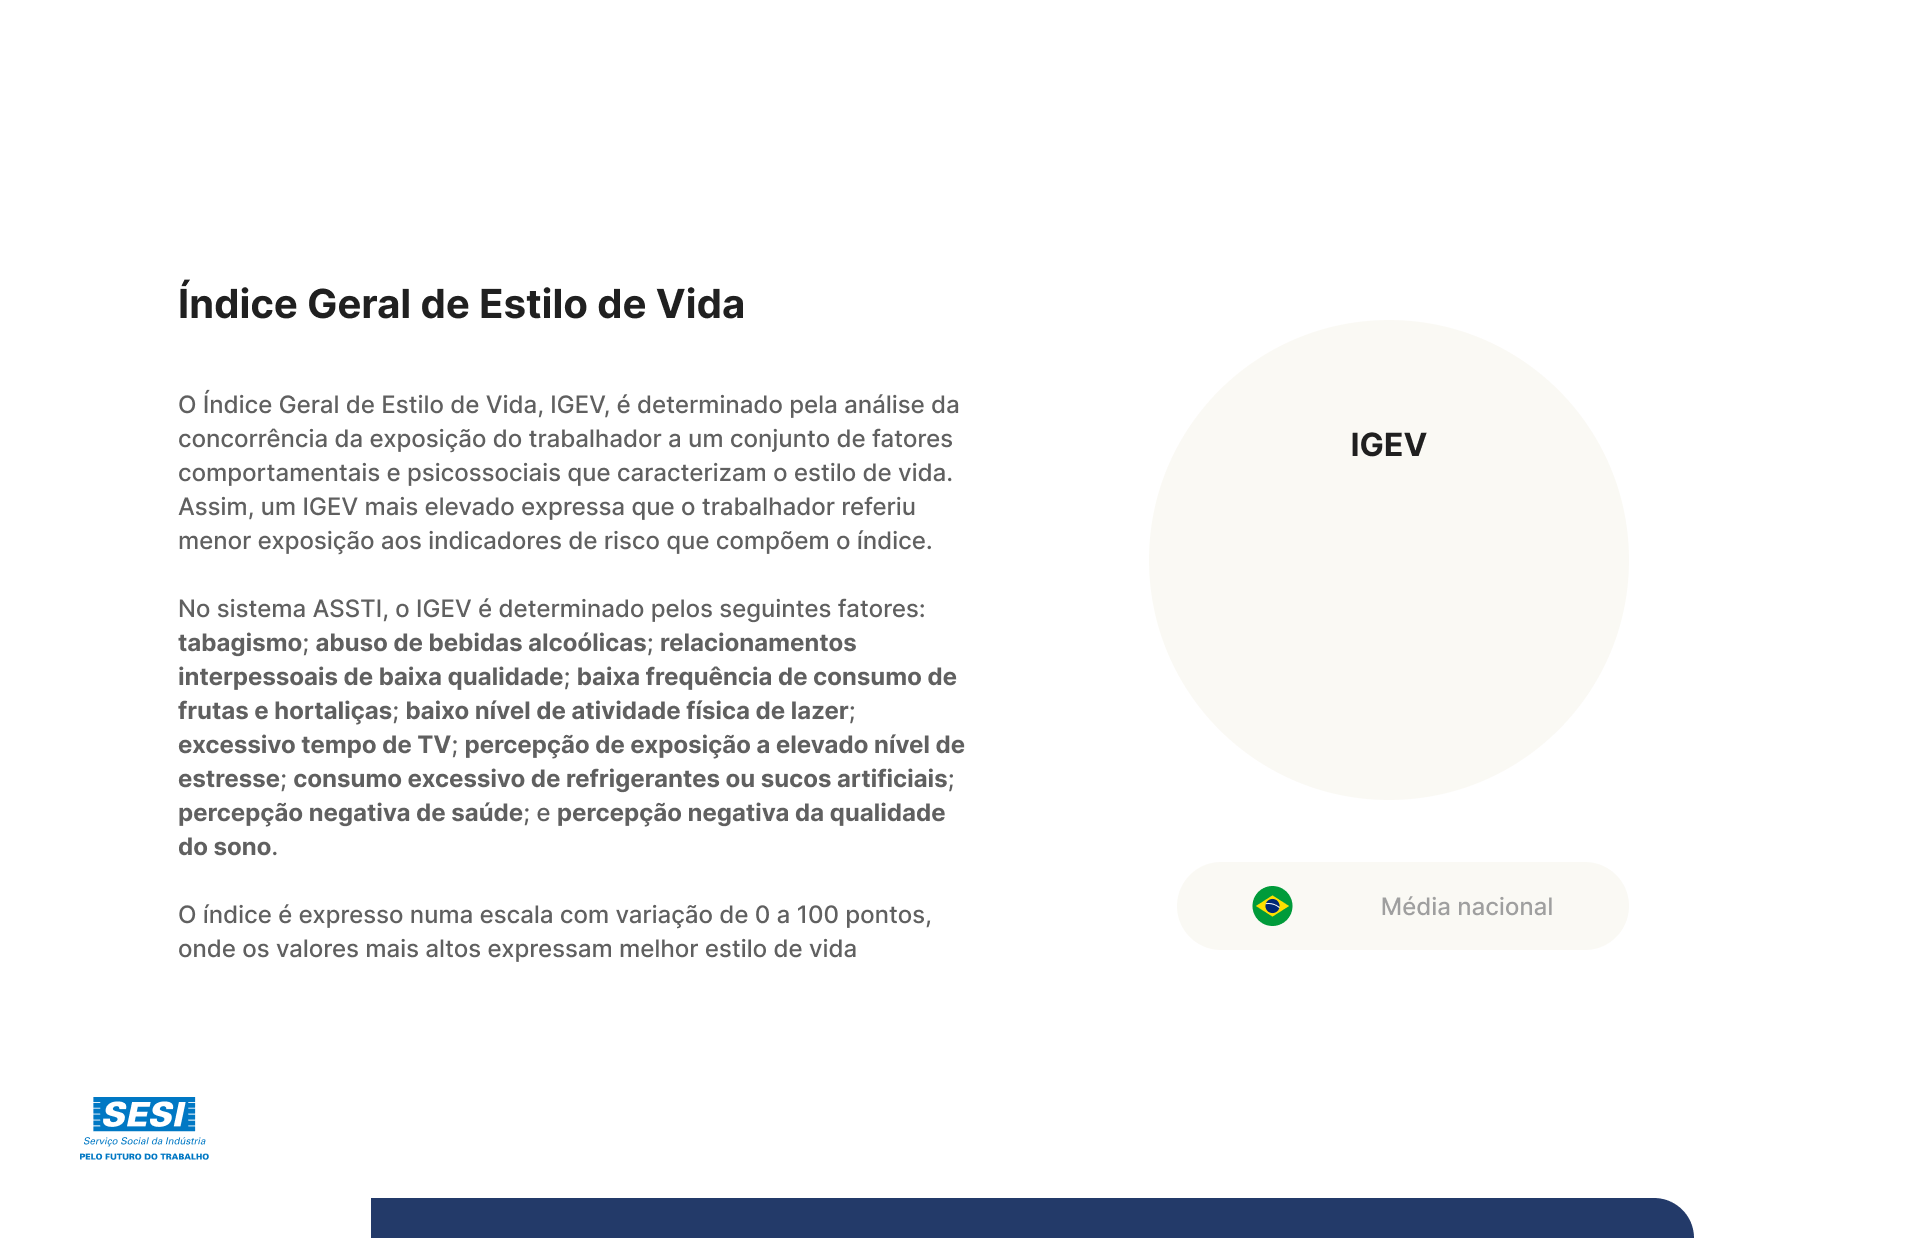 Índice Geral de Estilo de Vida
O Índice Geral de Estilo de Vida, IGEV, é determinado pela análise da
concorrência da exposição do trabalhador a um conjunto de fatores
comportamentais e psicossociais que caracterizam o estilo de vida.
Assim, um IGEV mais elevado expressa que o trabalhador referiu
menor exposição aos indicadores de risco que compõem o índice.
No sistema ASSTI, o IGEV é determinado pelos seguintes fatores:
tabagismo; abuso de bebidas alcoólicas; relacionamentos
interpessoais de baixa qualidade; baixa frequência de consumo de
frutas e hortaliças; baixo nível de atividade física de lazer;
excessivo tempo de TV; percepção de exposição a elevado nível de
estresse; consumo excessivo de refrigerantes ou sucos artificiais;
percepção negativa de saúde; e percepção negativa da qualidade
do sono.
O índice é expresso numa escala com variação de 0 a 100 pontos,
onde os valores mais altos expressam melhor estilo de vida
IGEV
Média nacional
SESI
Serviço Social da Indústria
PELO FUTURO DO TRABALHO